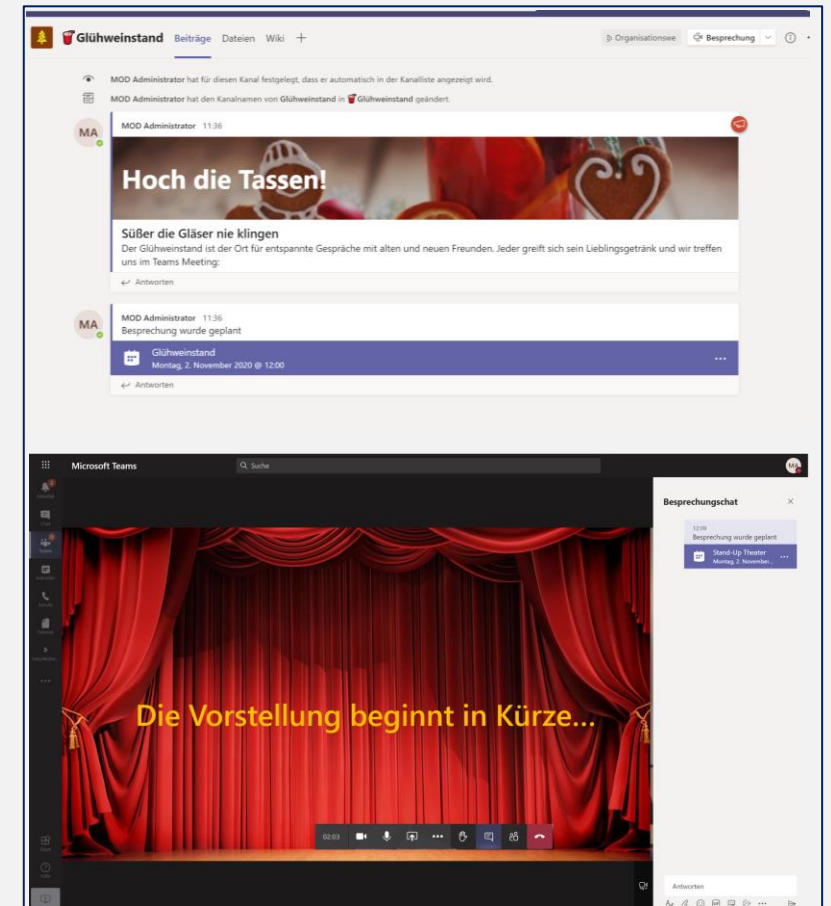 Glühweinstand Beiträge Dateien Wiki Organisationswe Besprechung
MOD Administrator hat für diesen Kanal festgelegt, dass er automatisch in der Kanalliste angezeigt wird.
MOD Administrator hat den Kanalnamen von Glühweinstand in Glühweinstand geändert.
MA
MOD Administrator 11:36
Hoch die Tassen!
Süßer die Gläser nie klingen
Der Glühweinstand ist der Ort für entspannte Gespräche mit alten und neuen Freunden. Jeder greift sich sein Lieblingsgetränk und wir treffen
uns im Teams Meeting:
Antworten
MA
MOD Administrator 11:36
Besprechung wurde geplant
Glühweinstand
Montag, 2. November 2020 @ 12:00
Antworten
Microsoft Teams Suche MA
Besprechungschat
12:09
Besprechung wurde geplant
Stand-Up Theater
Montag, 2. November...
Chat
Teams
Die Vorstellung beginnt in Kürze...
02:03
Antworten